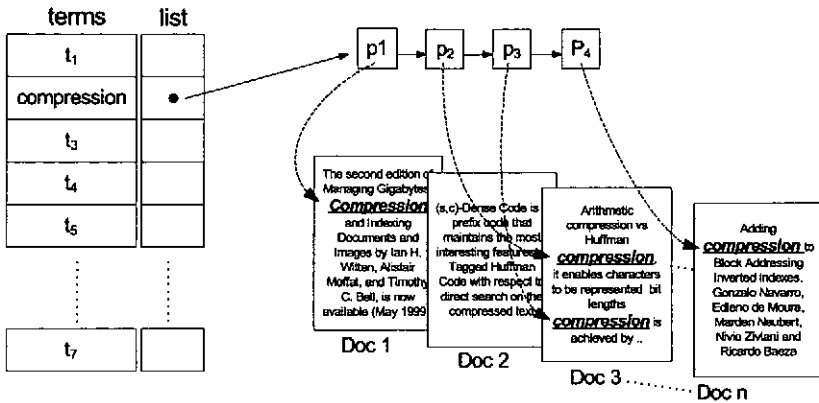 terms list
t1
compression
t3
t4
t5
t7
p1 p2 p3 P4
The second edition of
Managing Gigabytes
Compression
and Indexing
Documents and
Images by Ian H.
Witten, Alistair
Moffat, and Timothy
C. Bell, is now
available (May 1999
Doc 1
(s,c)-Dense Code is
prefix code that
maintains the most
interesting features
Tagged Huffman
Code with respect to
direct search on the
compressed text
Doc 2
Arithmetic
compression vs
Huffman
compression,
it enables characters
to be represented bit
lengths
compression is
achieved by ..
Doc 3
Adding
compression to
Block Addressing
Inverted Indexes.
Gonzalo Navarro,
Edleno de Moura,
Marden Neubert,
Nivio Ziviani and
Ricardo Baeza
Doc n